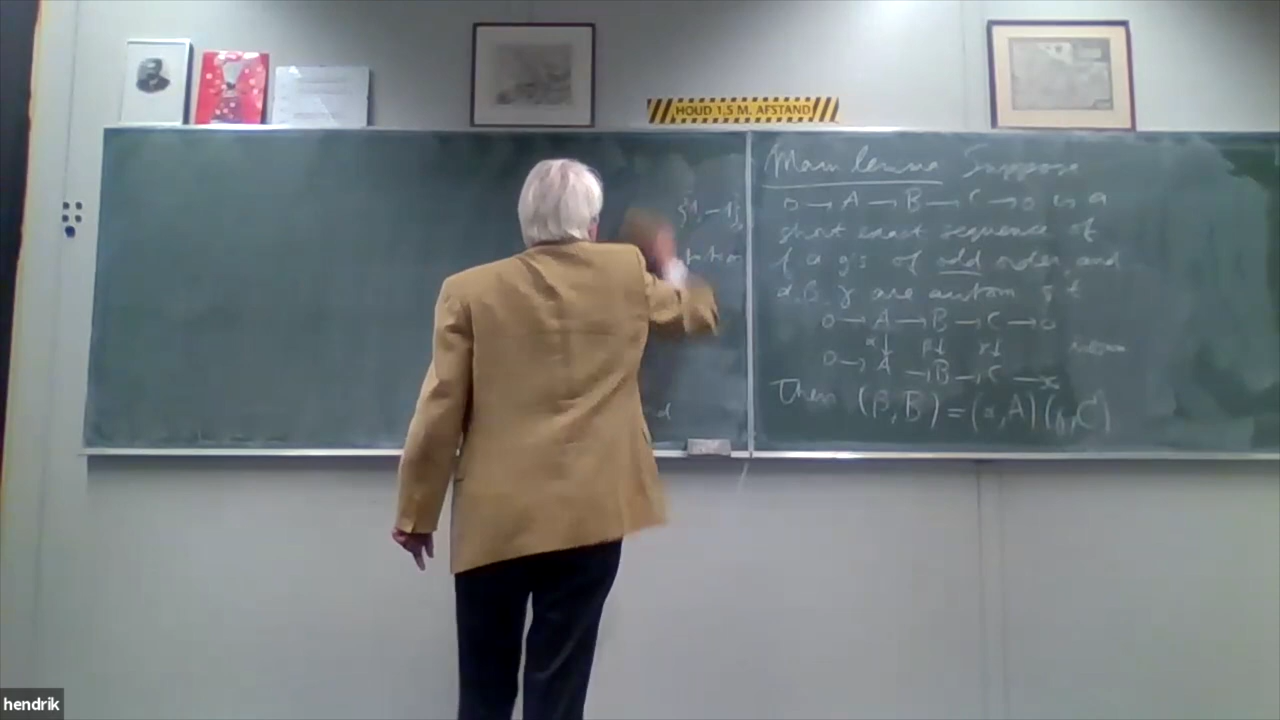 HOUD 1,5 M. AFSTAND
Main lemma Suppose
0 → A → B → C → 0 is a
short exact sequence of
f a g's of odd order, and
α, β, γ are autom s t
0 → A → B → C → 0
α↓ β↓ γ↓
0 → A → B → C → 0
Then (β, B) = (α, A) (γ, C)
hendrik